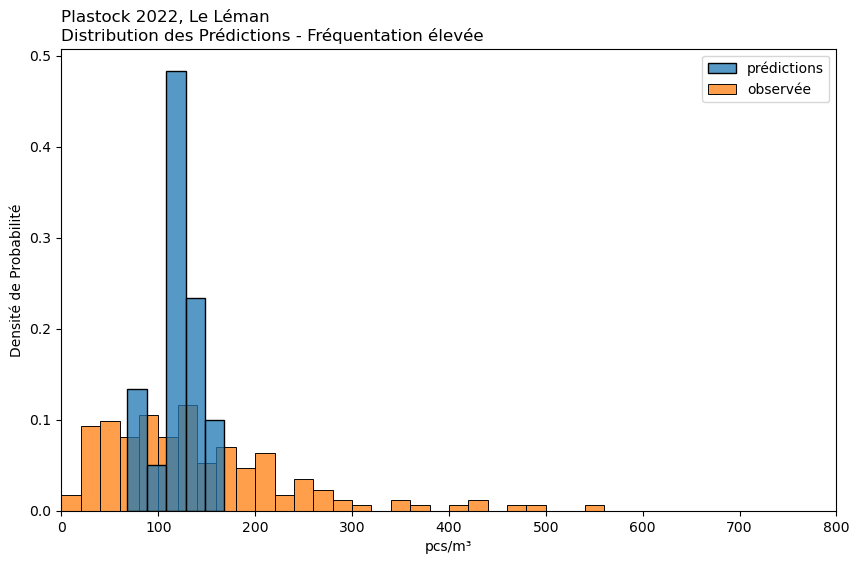 Plastock 2022, Le Léman
Distribution des Prédictions - Fréquentation élevée
prédictions
observée
Densité de Probabilité
0.5
0.4
0.3
0.2
0.1
0.0
0 100 200 300 400 500 600 700 800
pcs/m³